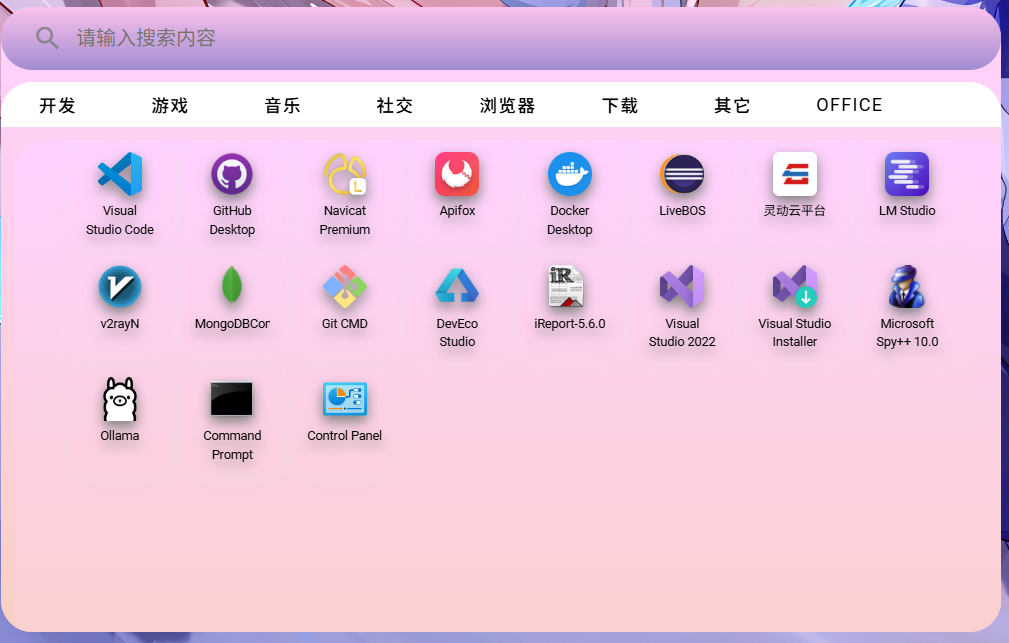 请输入搜索内容
开发 游戏 音乐 社交 浏览器 下载 其它 OFFICE
Visual Studio Code
GitHub Desktop
Navicat Premium
Apifox
Docker Desktop
LiveBOS
灵动云平台
LM Studio
v2rayN
MongoDBCor
Git CMD
DevEco Studio
iReport-5.6.0
Visual Studio 2022
Visual Studio Installer
Microsoft Spy++ 10.0
Ollama
Command Prompt
Control Panel